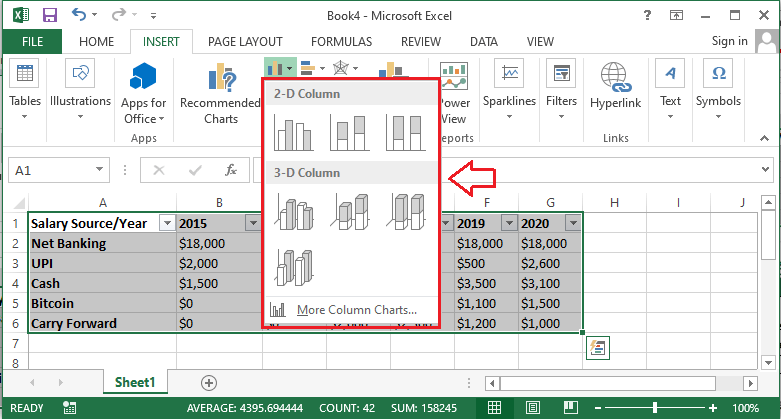 Book4 - Microsoft Excel
FILE HOME INSERT PAGE LAYOUT FORMULAS REVIEW DATA VIEW Sign in
Tables Illustrations Apps for Office Recommended Charts Power View Sparklines Filters Hyperlink Text Symbols
Apps Links
2-D Column
3-D Column
More Column Charts...
A1 fx
A B F G H I J
1 Salary Source/Year 2015 2019 2020
2 Net Banking $18,000 $18,000 $18,000
3 UPI $2,000 $500 $2,600
4 Cash $1,500 $3,500 $3,100
5 Bitcoin $0 $1,100 $1,500
6 Carry Forward $0 $1,200 $1,000
7
8
Sheet1
READY AVERAGE: 4395.694444 COUNT: 42 SUM: 158245 100%